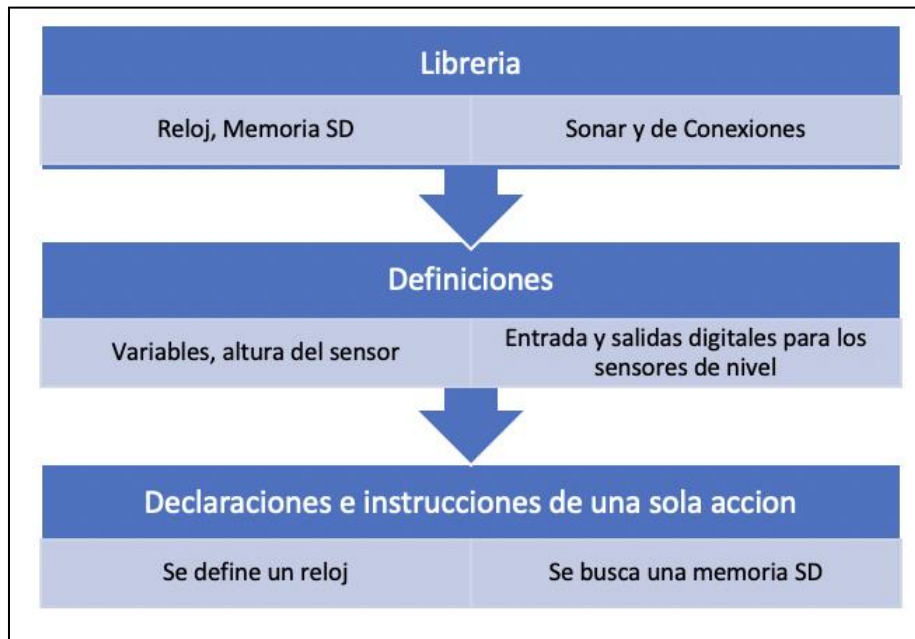 Libreria
Reloj, Memoria SD
Sonar y de Conexiones
Definiciones
Variables, altura del sensor
Entrada y salidas digitales para los
sensores de nivel
Declaraciones e instrucciones de una sola accion
Se define un reloj
Se busca una memoria SD